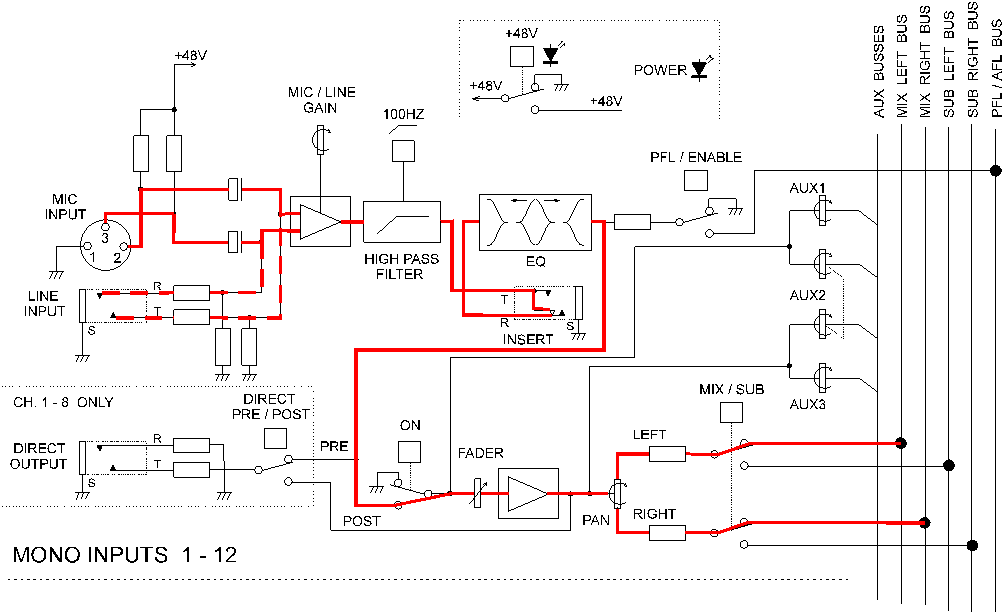 +48V
+48V
+48V
+48V
POWER
AUX BUSSES
MIX LEFT BUS
MIX RIGHT BUS
SUB LEFT BUS
SUB RIGHT BUS
PFL / AFL BUS
MIC / LINE
GAIN
100HZ
PFL / ENABLE
MIC
INPUT
3
1
2
AUX1
HIGH PASS
FILTER
EQ
LINE
INPUT
R
T
S
T
R
S
INSERT
AUX2
AUX3
CH. 1 - 8 ONLY
DIRECT
PRE / POST
MIX / SUB
DIRECT
OUTPUT
R
T
S
PRE
ON
FADER
LEFT
POST
PAN
RIGHT
MONO INPUTS 1 - 12